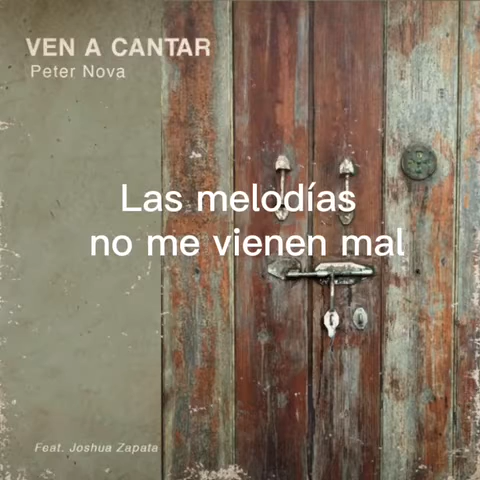 VEN A CANTAR
Peter Nova
Las melodías
no me vienen mal
Feat. Joshua Zapata